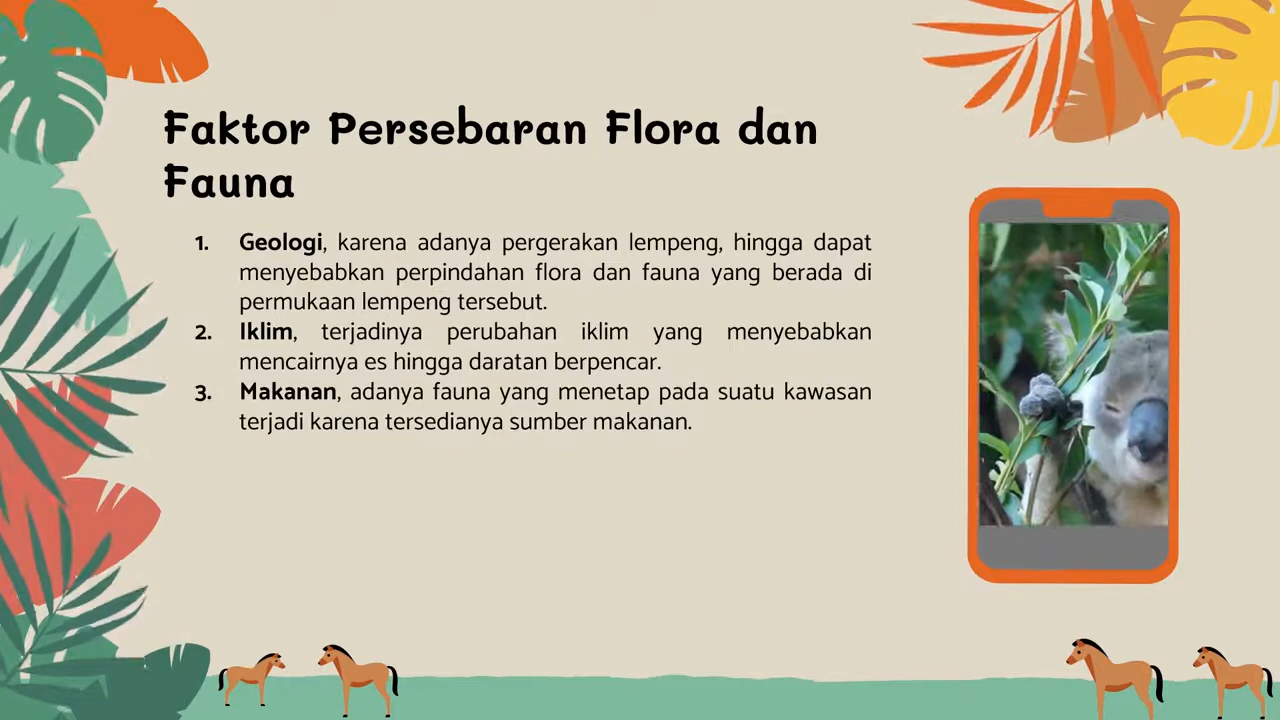 Faktor Persebaran Flora dan
Fauna
1. Geologi, karena adanya pergerakan lempeng, hingga dapat
menyebabkan perpindahan flora dan fauna yang berada di
permukaan lempeng tersebut.
2. Iklim, terjadinya perubahan iklim yang menyebabkan
mencairnya es hingga daratan berpencar.
3. Makanan, adanya fauna yang menetap pada suatu kawasan
terjadi karena tersedianya sumber makanan.